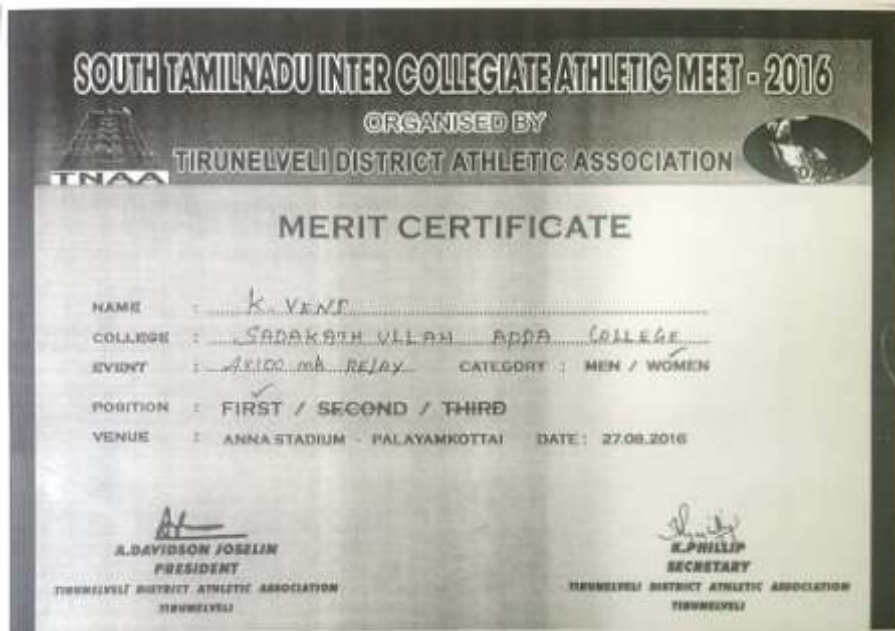 SOUTH TAMILNADU INTER COLLEGIATE ATHLETIC MEET - 2016
ORGANISED BY
TNAA TIRUNELVELI DISTRICT ATHLETIC ASSOCIATION
MERIT CERTIFICATE
NAME : K. VENI
COLLEGE : SADAKATH ULLAH APPA COLLEGE
EVENT : 4x100 RELAY CATEGORY : MEN / WOMEN
POSITION : FIRST / SECOND / THIRD
VENUE : ANNA STADIUM - PALAYAMKOTTAI DATE : 27.08.2016
A.DAVIDSON JOSELIN
PRESIDENT
TIRUNELVELI DISTRICT ATHLETIC ASSOCIATION
TIRUNELVELI
K.PHILLIP
SECRETARY
TIRUNELVELI DISTRICT ATHLETIC ASSOCIATION
TIRUNELVELI